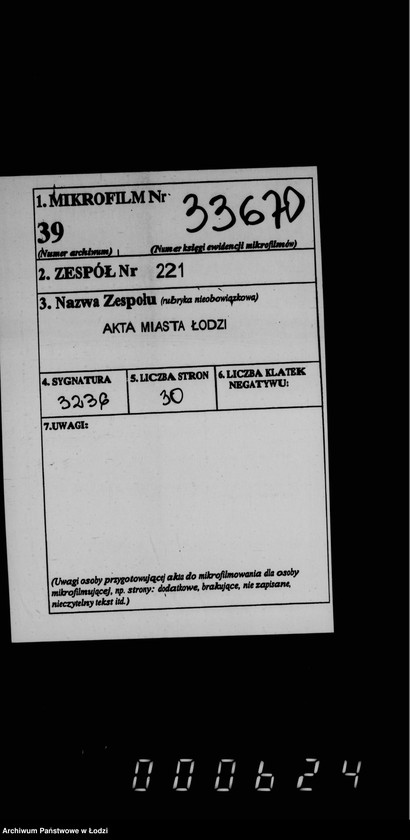 1. MIKROFILM Nr
33670
39
(Numer archiwum) (Numer księgi ewidencji mikrofilmów)
2. ZESPÓŁ Nr 221
3. Nazwa Zespołu (rubryka nieobowiązkowa)
AKTA MIASTA ŁODZI
4. SYGNATURA 5. LICZBA STRON 6. LICZBA KLATEK
NEGATYWU:
30
7. UWAGI:
(Uwagi osoby przygotowującej akta do mikrofilmowania dla osoby
mikrofilmującej, np. strony: dodatkowe, brakujące, nie zapisane,
nieczytelny tekst itd.)
000624
Archiwum Państwowe w Łodzi